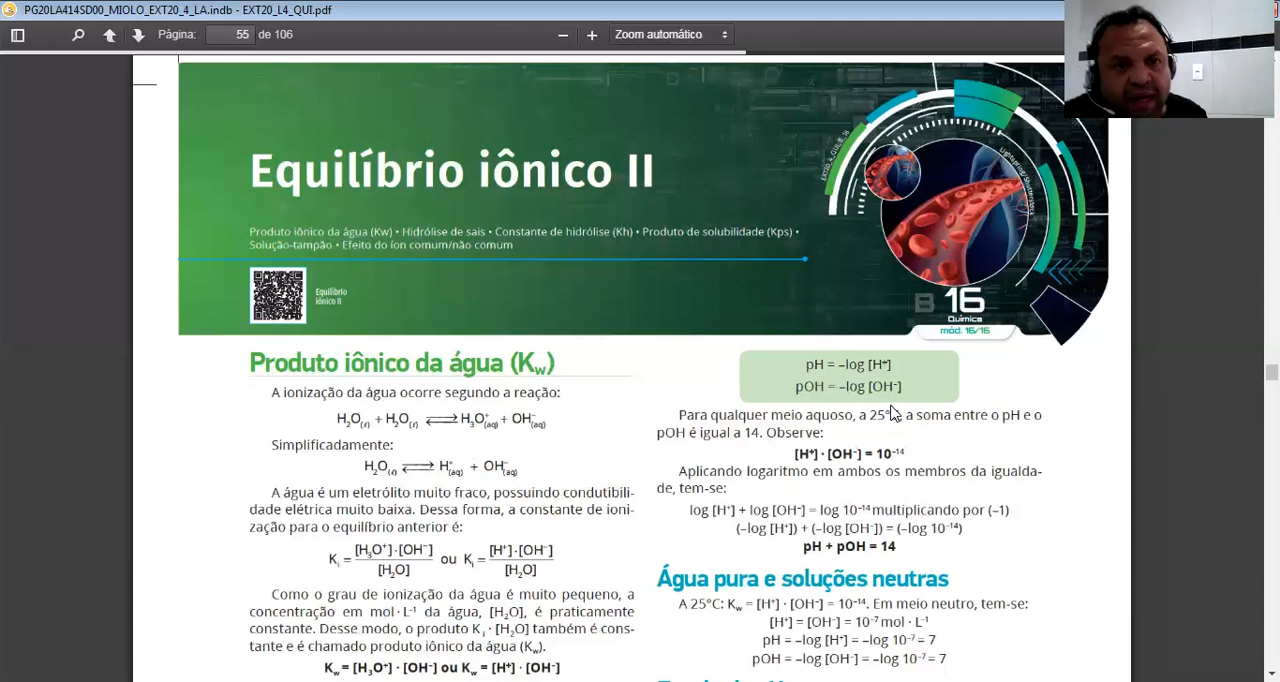 PG20LA414SD00_MIOLO_EXT20_4_LA.indb - EXT20_L4_QUI.pdf
Página: 55 de 106
Zoom automático
Equilíbrio iônico II
Produto iônico da água (Kw) • Hidrólise de sais • Constante de hidrólise (Kh) • Produto de solubilidade (Kps) •
Solução-tampão • Efeito do íon comum/não comum
Equilíbrio
iônico II
EXT20_4_QUI_B_16
Lightspring/Shutterstock
B 16
Química
mód. 16/16
Produto iônico da água (Kw)
A ionização da água ocorre segundo a reação:
H₂O(ℓ) + H₂O(ℓ) ⇌ H₃O⁺(aq) + OH⁻(aq)
Simplificadamente:
H₂O(ℓ) ⇌ H⁺(aq) + OH⁻(aq)
A água é um eletrólito muito fraco, possuindo condutibili-
dade elétrica muito baixa. Dessa forma, a constante de ioni-
zação para o equilíbrio anterior é:
Kᵢ = [H₃O⁺]·[OH⁻] / [H₂O] ou Kᵢ = [H⁺]·[OH⁻] / [H₂O]
Como o grau de ionização da água é muito pequeno, a
concentração em mol·L⁻¹ da água, [H₂O], é praticamente
constante. Desse modo, o produto Kᵢ·[H₂O] também é cons-
tante e é chamado produto iônico da água (Kw).
Kw = [H₃O⁺]·[OH⁻] ou Kw = [H⁺]·[OH⁻]
pH = –log [H⁺]
pOH = –log [OH⁻]
Para qualquer meio aquoso, a 25° a soma entre o pH e o
pOH é igual a 14. Observe:
[H⁺]·[OH⁻] = 10⁻¹⁴
Aplicando logaritmo em ambos os membros da igualda-
de, tem-se:
log [H⁺] + log [OH⁻] = log 10⁻¹⁴ multiplicando por (–1)
(–log [H⁺]) + (–log [OH⁻]) = (–log 10⁻¹⁴)
pH + pOH = 14
Água pura e soluções neutras
A 25°C: Kw = [H⁺]·[OH⁻] = 10⁻¹⁴. Em meio neutro, tem-se:
[H⁺] = [OH⁻] = 10⁻⁷ mol · L⁻¹
pH = –log [H⁺] = –log 10⁻⁷ = 7
pOH = –log [OH⁻] = –log 10⁻⁷ = 7